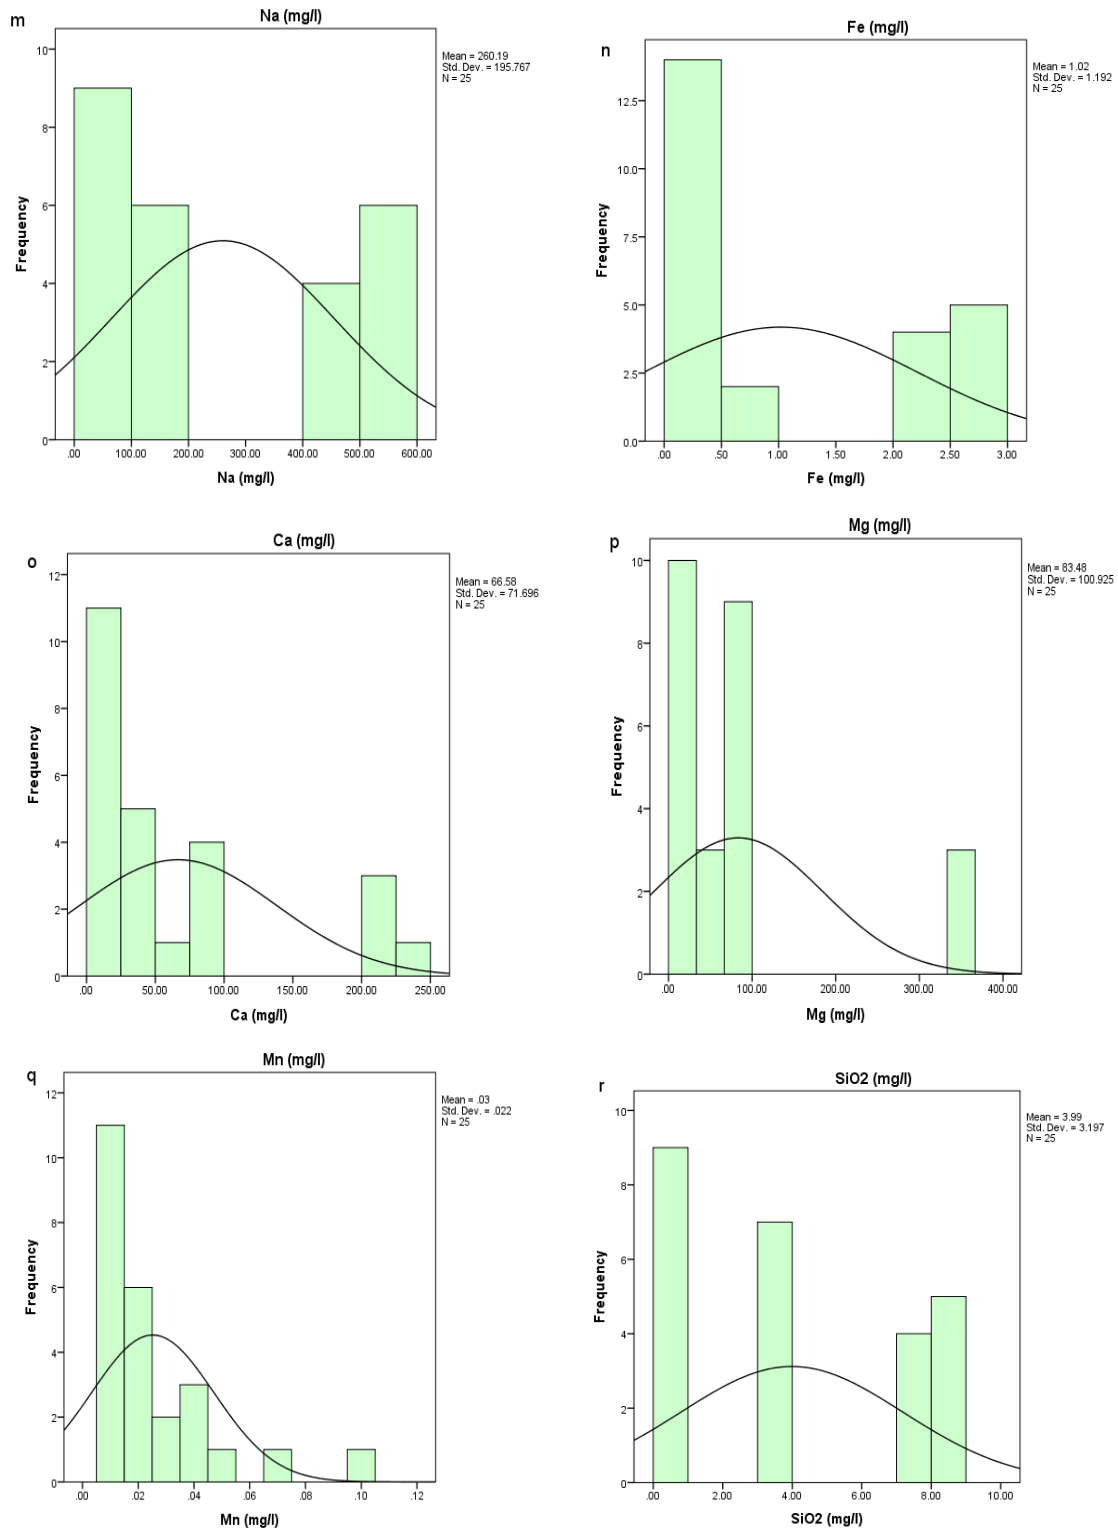 m
Na (mg/l)
Mean = 260.19
Std. Dev. = 195.767
N = 25
10
8
6
4
2
0
Frequency
.00 100.00 200.00 300.00 400.00 500.00 600.00
Na (mg/l)
n
Fe (mg/l)
Mean = 1.02
Std. Dev. = 1.192
N = 25
12.5
10.0
7.5
5.0
2.5
0.0
Frequency
.00 .50 1.00 1.50 2.00 2.50 3.00
Fe (mg/l)
o
Ca (mg/l)
Mean = 66.58
Std. Dev. = 71.696
N = 25
12
10
8
6
4
2
0
Frequency
.00 50.00 100.00 150.00 200.00 250.00
Ca (mg/l)
p
Mg (mg/l)
Mean = 83.48
Std. Dev. = 100.925
N = 25
10
8
6
4
2
0
Frequency
.00 100.00 200.00 300.00 400.00
Mg (mg/l)
q
Mn (mg/l)
Mean = .03
Std. Dev. = .022
N = 25
12
10
8
6
4
2
0
Frequency
.00 .02 .04 .06 .08 .10 .12
Mn (mg/l)
r
SiO2 (mg/l)
Mean = 3.99
Std. Dev. = 3.197
N = 25
10
8
6
4
2
0
Frequency
.00 2.00 4.00 6.00 8.00 10.00
SiO2 (mg/l)